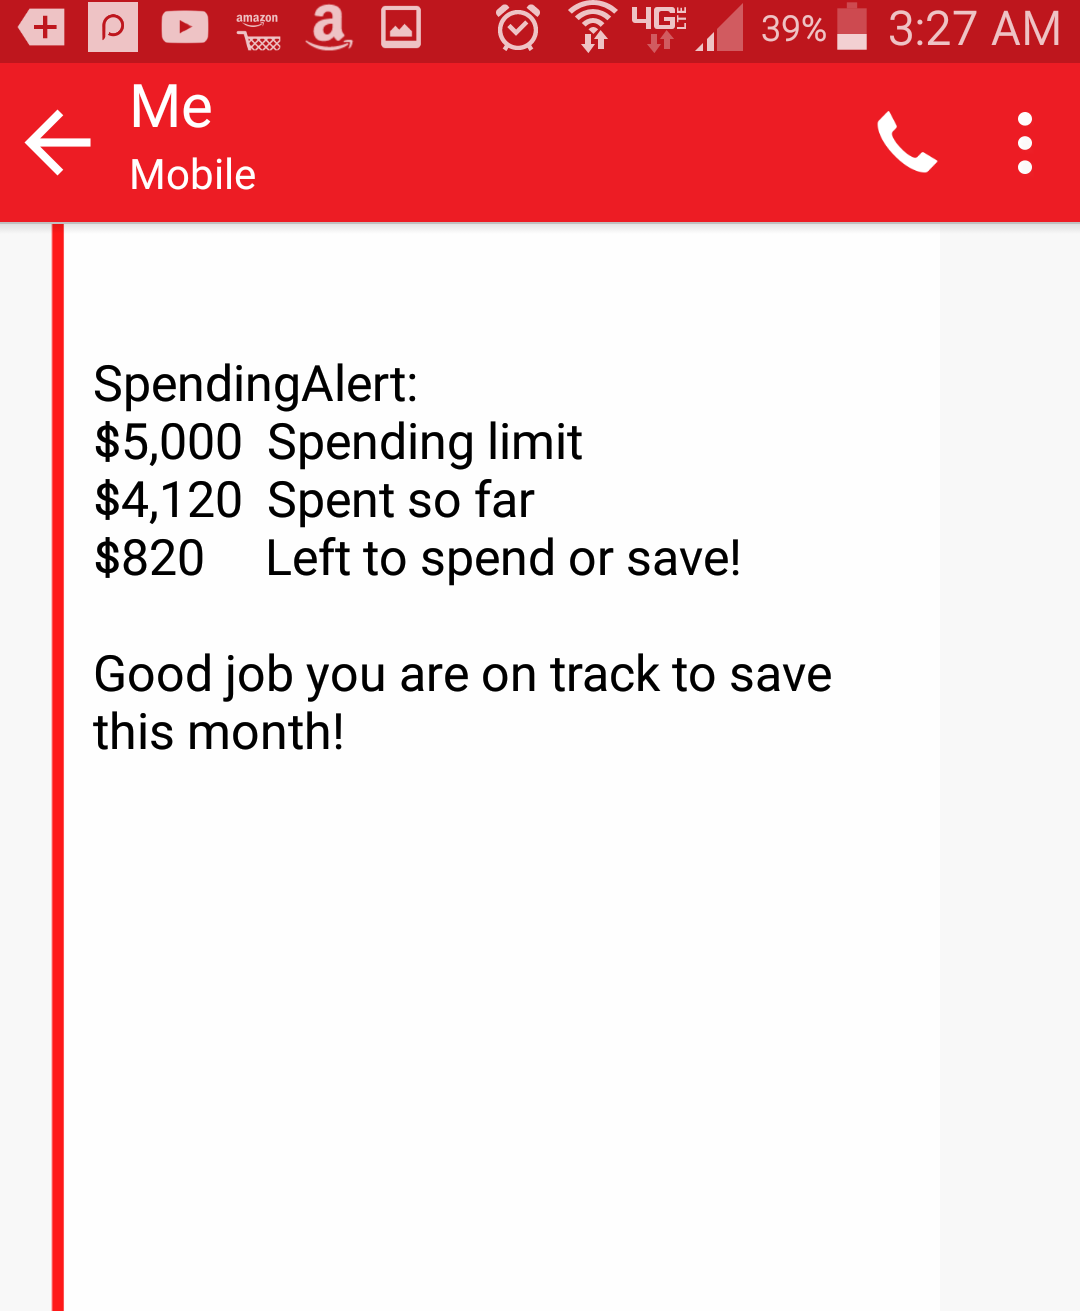 amazon
a
4G LTE 39% 3:27 AM
Me
Mobile
SpendingAlert:
$5,000 Spending limit
$4,120 Spent so far
$820 Left to spend or save!
Good job you are on track to save
this month!